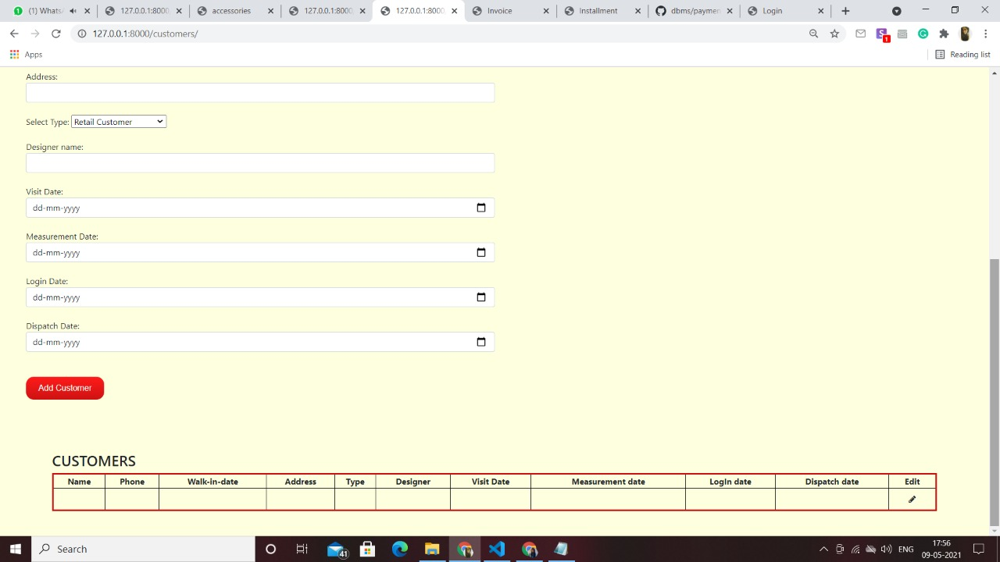 (1) Whats/
127.0.0.1:8000
accessories
127.0.0.1:8000
127.0.0.1:8000
Invoice
Installment
dbms/paymen
Login
127.0.0.1:8000/customers/
1
Apps
Reading list
Address:
Select Type: Retail Customer
Designer name:
Visit Date:
dd-mm-yyyy
Measurement Date:
dd-mm-yyyy
Login Date:
dd-mm-yyyy
Dispatch Date:
dd-mm-yyyy
Add Customer
CUSTOMERS
Name Phone Walk-in-date Address Type Designer Visit Date Measurement date LogIn date Dispatch date Edit
Search
41
ENG
17:56
09-05-2021